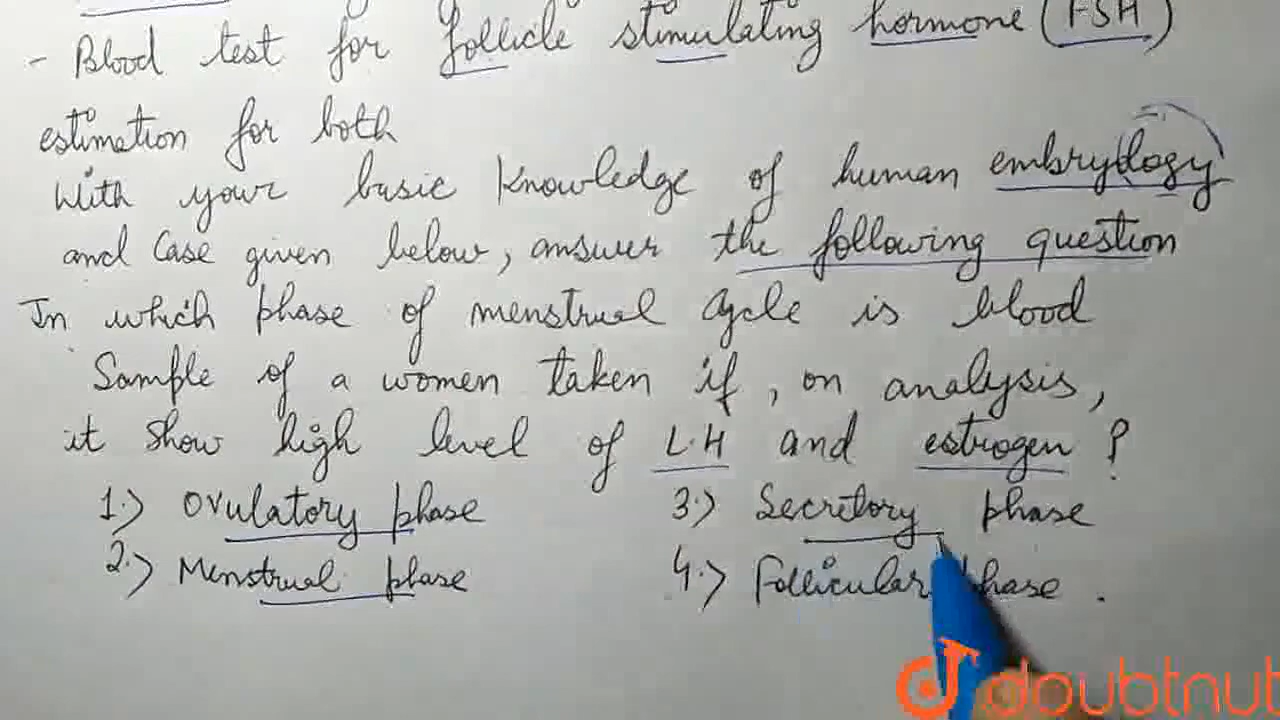 - Blood test for follicle stimulating hormone (FSH)
estimation for both
With your basic knowledge of human embryology
and case given below, answer the following question
In which phase of menstrual cycle is blood
Sample of a women taken if, on analysis,
it show high level of L.H and estrogen ?
1.) Ovulatory phase
2.) Menstrual phase
3.) Secretory phase
4.) Follicular phase .
doubtnut